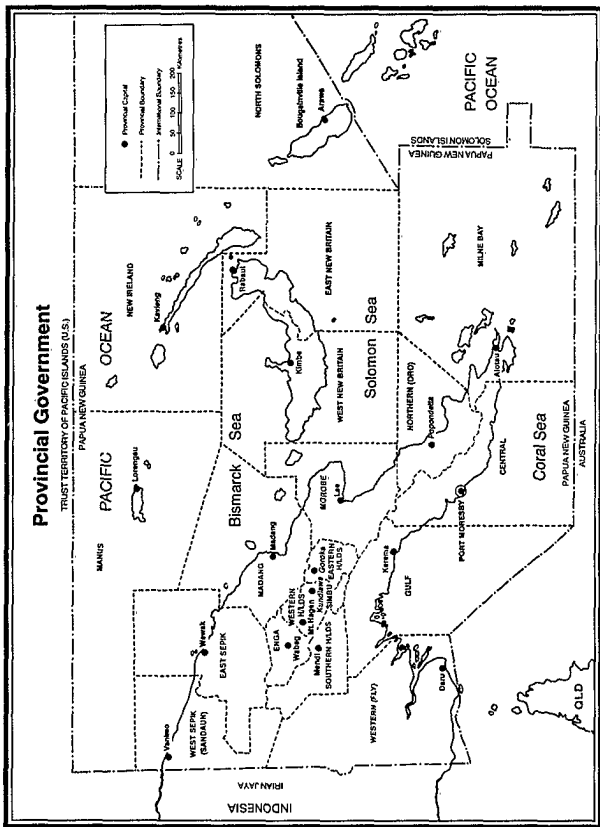 Provincial Government
TRUST TERRITORY OF PACIFIC ISLANDS (U.S.)
PAPUA NEW GUINEA
Provincial Capital
Provincial Boundary
International Boundary
SCALE 0 50 100 150 200
Kilometres
MANUS
PACIFIC
OCEAN
Lorengau
NEW IRELAND
Kavieng
NORTH SOLOMONS
Bougainville Island
Arawa
Vanimo
WEST SEPIK
(SANDAUN)
Wewak
EAST SEPIK
Bismarck
Sea
Rabaul
Kimbe
WEST NEW BRITAIN
EAST NEW BRITAIN
MADANG
Madang
ENGA
Wabag
WESTERN
H/LDS
Mt.Hagen
Mendi
SOUTHERN H/LDS
Kundiawa
SIMBU
Goroka
EASTERN
H/LDS
MOROBE
Lae
Solomon
Sea
PACIFIC
OCEAN
PAPUA NEW GUINEA
SOLOMON ISLANDS
INDONESIA
IRIAN JAYA
WESTERN (FLY)
Daru
GULF
Kerema
NORTHERN (ORO)
Popondetta
PORT MORESBY
CENTRAL
MILNE BAY
Alotau
Coral Sea
PAPUA NEW GUINEA
AUSTRALIA
QLD